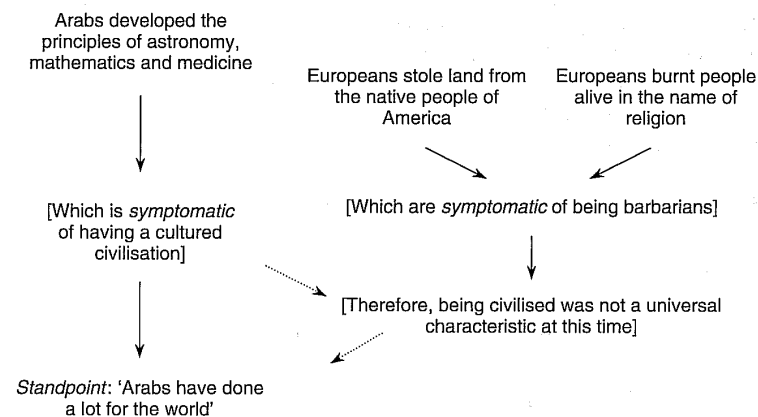 Arabs developed the
principles of astronomy,
mathematics and medicine
Europeans stole land from
the native people of
America
Europeans burnt people
alive in the name of
religion
[Which is symptomatic
of having a cultured
civilisation]
[Which are symptomatic of being barbarians]
[Therefore, being civilised was not a universal
characteristic at this time]
Standpoint: ‘Arabs have done
a lot for the world’